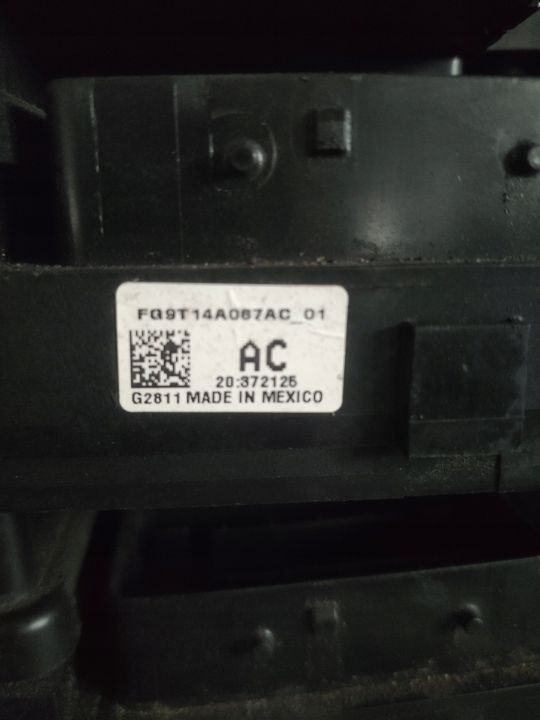 FG9T14A067AC_01
AC
20:372125
G2811 MADE IN MEXICO